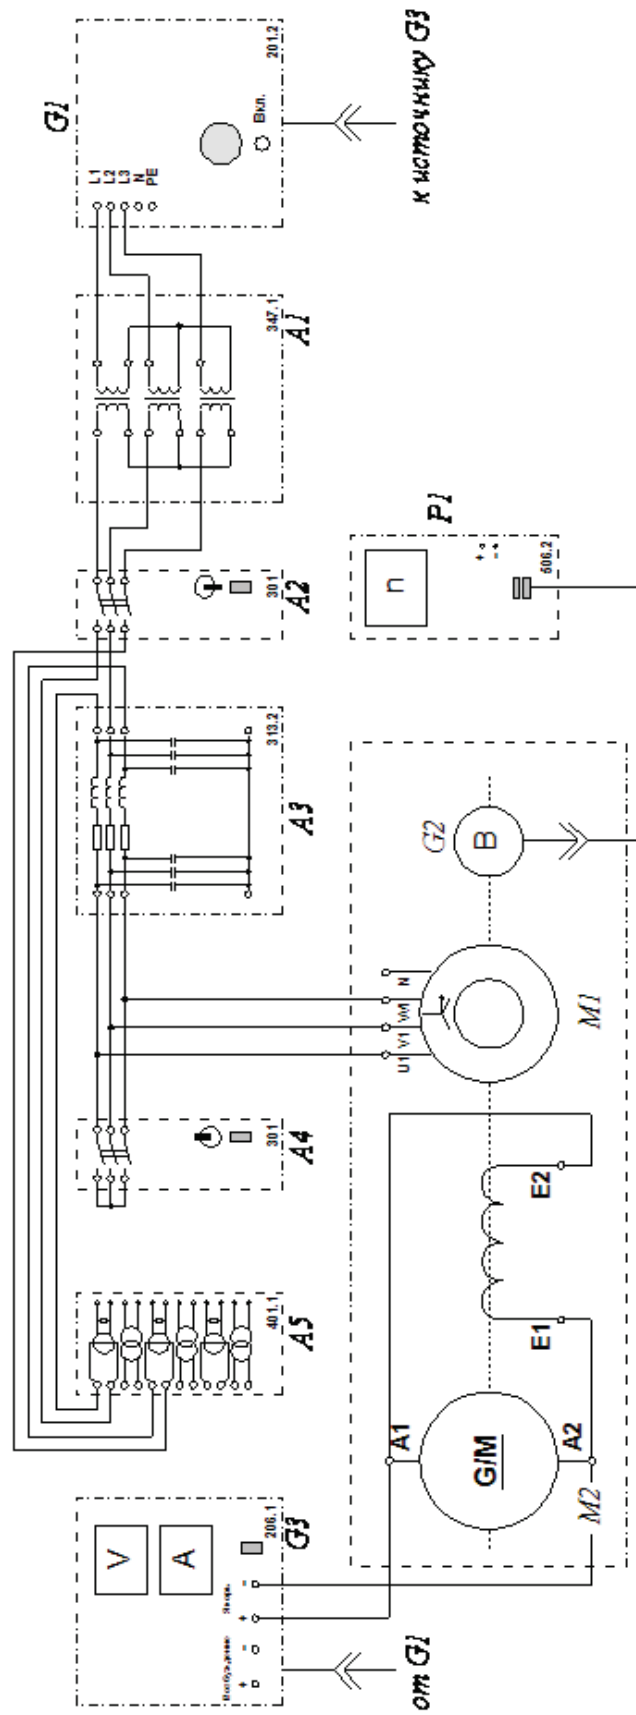 G1
201.2
L1
L2
L3
N
PE
Вкл.
к источнику G3
347.1
A1
301
A2
P1
n
506.2
313.2
A3
G2
B
M1
N
W1
V1
U1
301
A4
401.1
A5
E2
E1
A1
A2
G/M
M2
V
A
206.1
G3
Якорь
+ -
Возбуждение
+ -
от G1